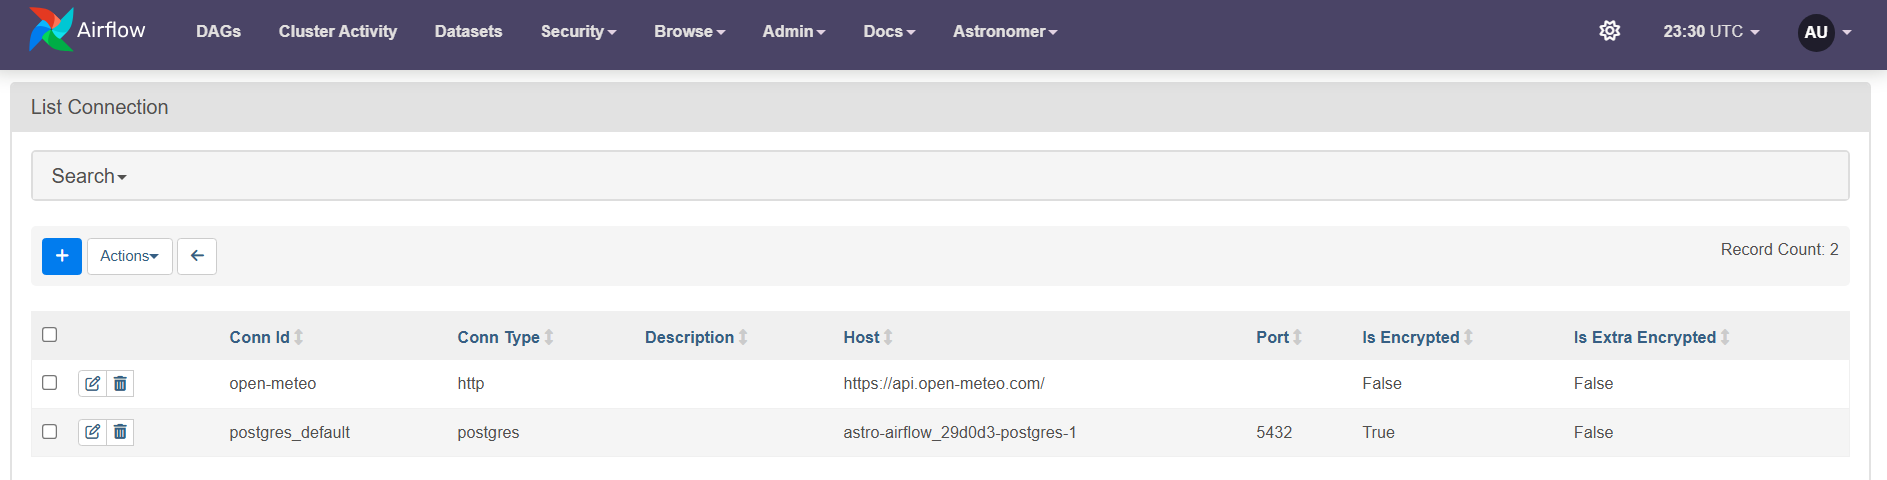 Airflow DAGs Cluster Activity Datasets Security Browse Admin Docs Astronomer 23:30 UTC AU
List Connection
Search
+ Actions Record Count: 2
Conn Id Conn Type Description Host Port Is Encrypted Is Extra Encrypted
open-meteo http https://api.open-meteo.com/ False False
postgres_default postgres astro-airflow_29d0d3-postgres-1 5432 True False